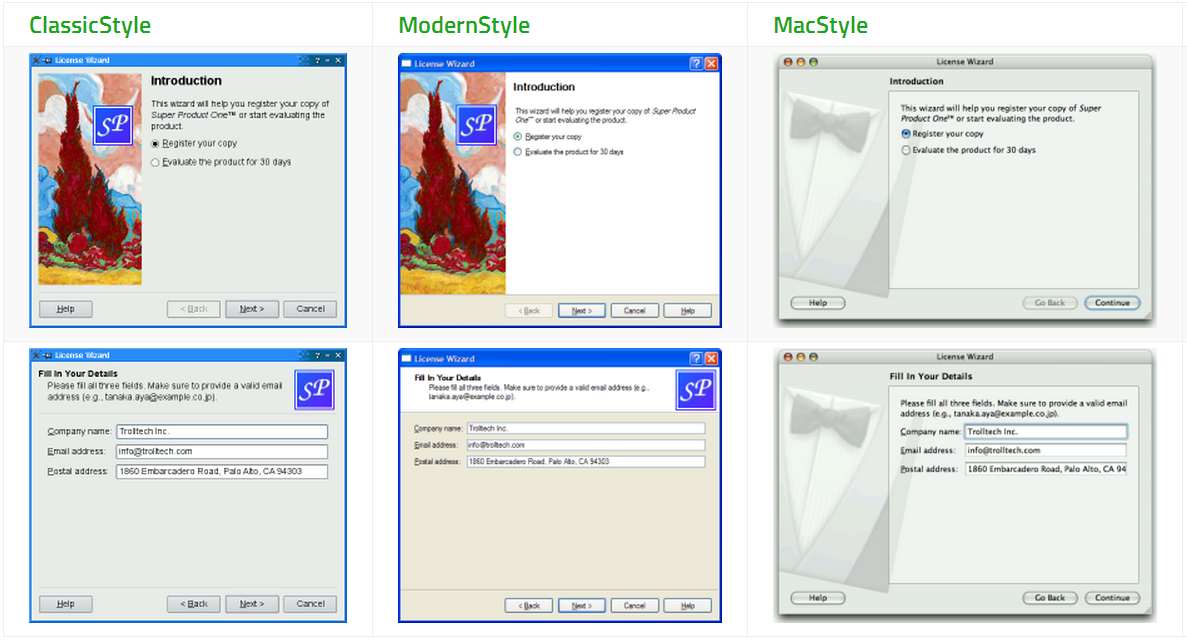 ClassicStyle
ModernStyle
MacStyle
License Wizard
Introduction
This wizard will help you register your copy of
Super Product One™ or start evaluating the
product.
SP
Register your copy
Evaluate the product for 30 days
Help
< Back
Next >
Cancel
License Wizard
Introduction
This wizard will help you register your copy of Super Product
One™ or start evaluating the product.
SP
Register your copy
Evaluate the product for 30 days
< Back
Next >
Cancel
Help
License Wizard
Introduction
This wizard will help you register your copy of Super
Product One™ or start evaluating the product.
Register your copy
Evaluate the product for 30 days
Help
Go Back
Continue
License Wizard
Fill In Your Details
Please fill all three fields. Make sure to provide a valid email
address (e.g., tanaka.aya@example.co.jp).
SP
Company name: Trolltech Inc.
Email address: info@trolltech.com
Postal address: 1860 Embarcadero Road, Palo Alto, CA 94303
Help
< Back
Next >
Cancel
License Wizard
Fill In Your Details
Please fill all three fields. Make sure to provide a valid email address (e.g.,
tanaka.aya@example.co.jp).
SP
Company name: Trolltech Inc.
Email address: info@trolltech.com
Postal address: 1860 Embarcadero Road, Palo Alto, CA 94303
< Back
Next >
Cancel
Help
License Wizard
Fill In Your Details
Please fill all three fields. Make sure to provide a valid email
address (e.g., tanaka.aya@example.co.jp).
Company name: Trolltech Inc.
Email address: info@trolltech.com
Postal address: 1860 Embarcadero Road, Palo Alto, CA 94
Help
Go Back
Continue